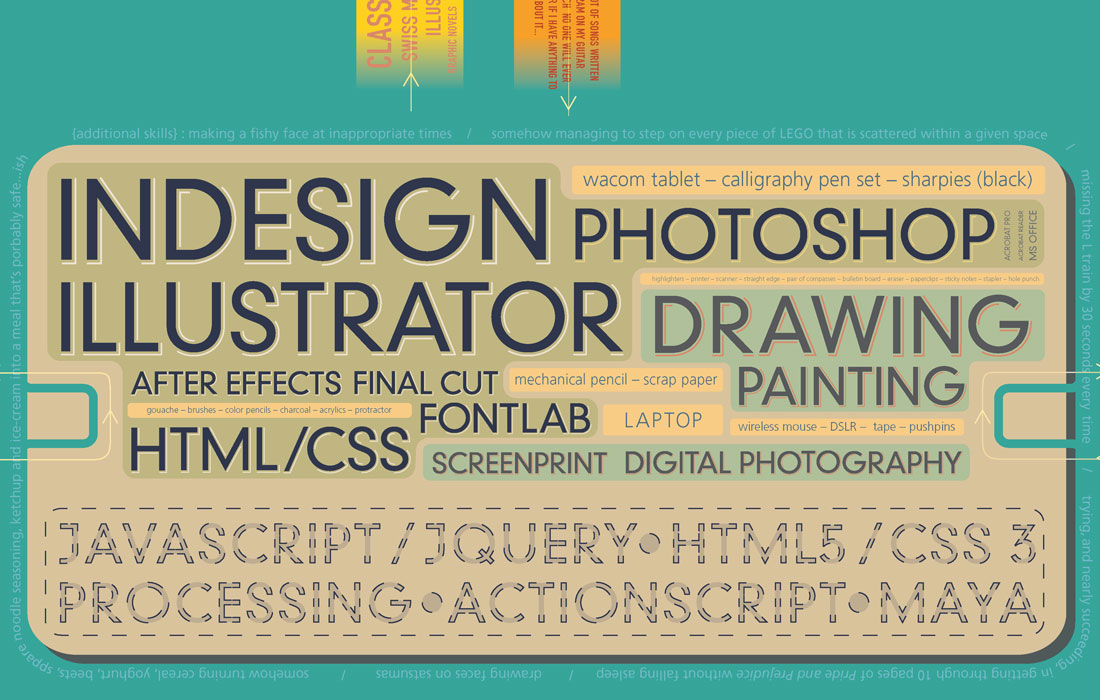 CLASS
SWISS M
ILLUS
GRAPHIC NOVELS
OT OF SONGS WRITTEN
AM ON MY GUITAR
CH NO ONE WILL EVER
R IF I HAVE ANYTHING TO
BOUT IT...
{additional skills} : making a fishy face at inappropriate times / somehow managing to step on every piece of LEGO that is scattered within a given space /
missing the L train by 30 seconds every time /
trying, and nearly succeeding, in getting through 10 pages of Pride and Prejudice without falling asleep /
drawing faces on satsumas /
somehow turning cereal, yoghurt, beets, spaghetti
noodle seasoning, ketchup and ice-cream into a meal that's porbably safe...ish
INDESIGN
wacom tablet – calligraphy pen set – sharpies (black)
PHOTOSHOP
ACROBAT PRO
ACROBAT READER
MS OFFICE
highlighters – printer – scanner – straight edge – pair of compasses – bulletin board – eraser – paperclips – sticky notes – stapler – hole punch
ILLUSTRATOR
DRAWING
AFTER EFFECTS FINAL CUT
mechanical pencil – scrap paper
PAINTING
gouache – brushes – color pencils – charcoal – acrylics – protractor
FONTLAB
LAPTOP
wireless mouse – DSLR – tape – pushpins
HTML/CSS
SCREENPRINT DIGITAL PHOTOGRAPHY
JAVASCRIPT / JQUERY • HTML5 / CSS 3
PROCESSING • ACTIONSCRIPT • MAYA